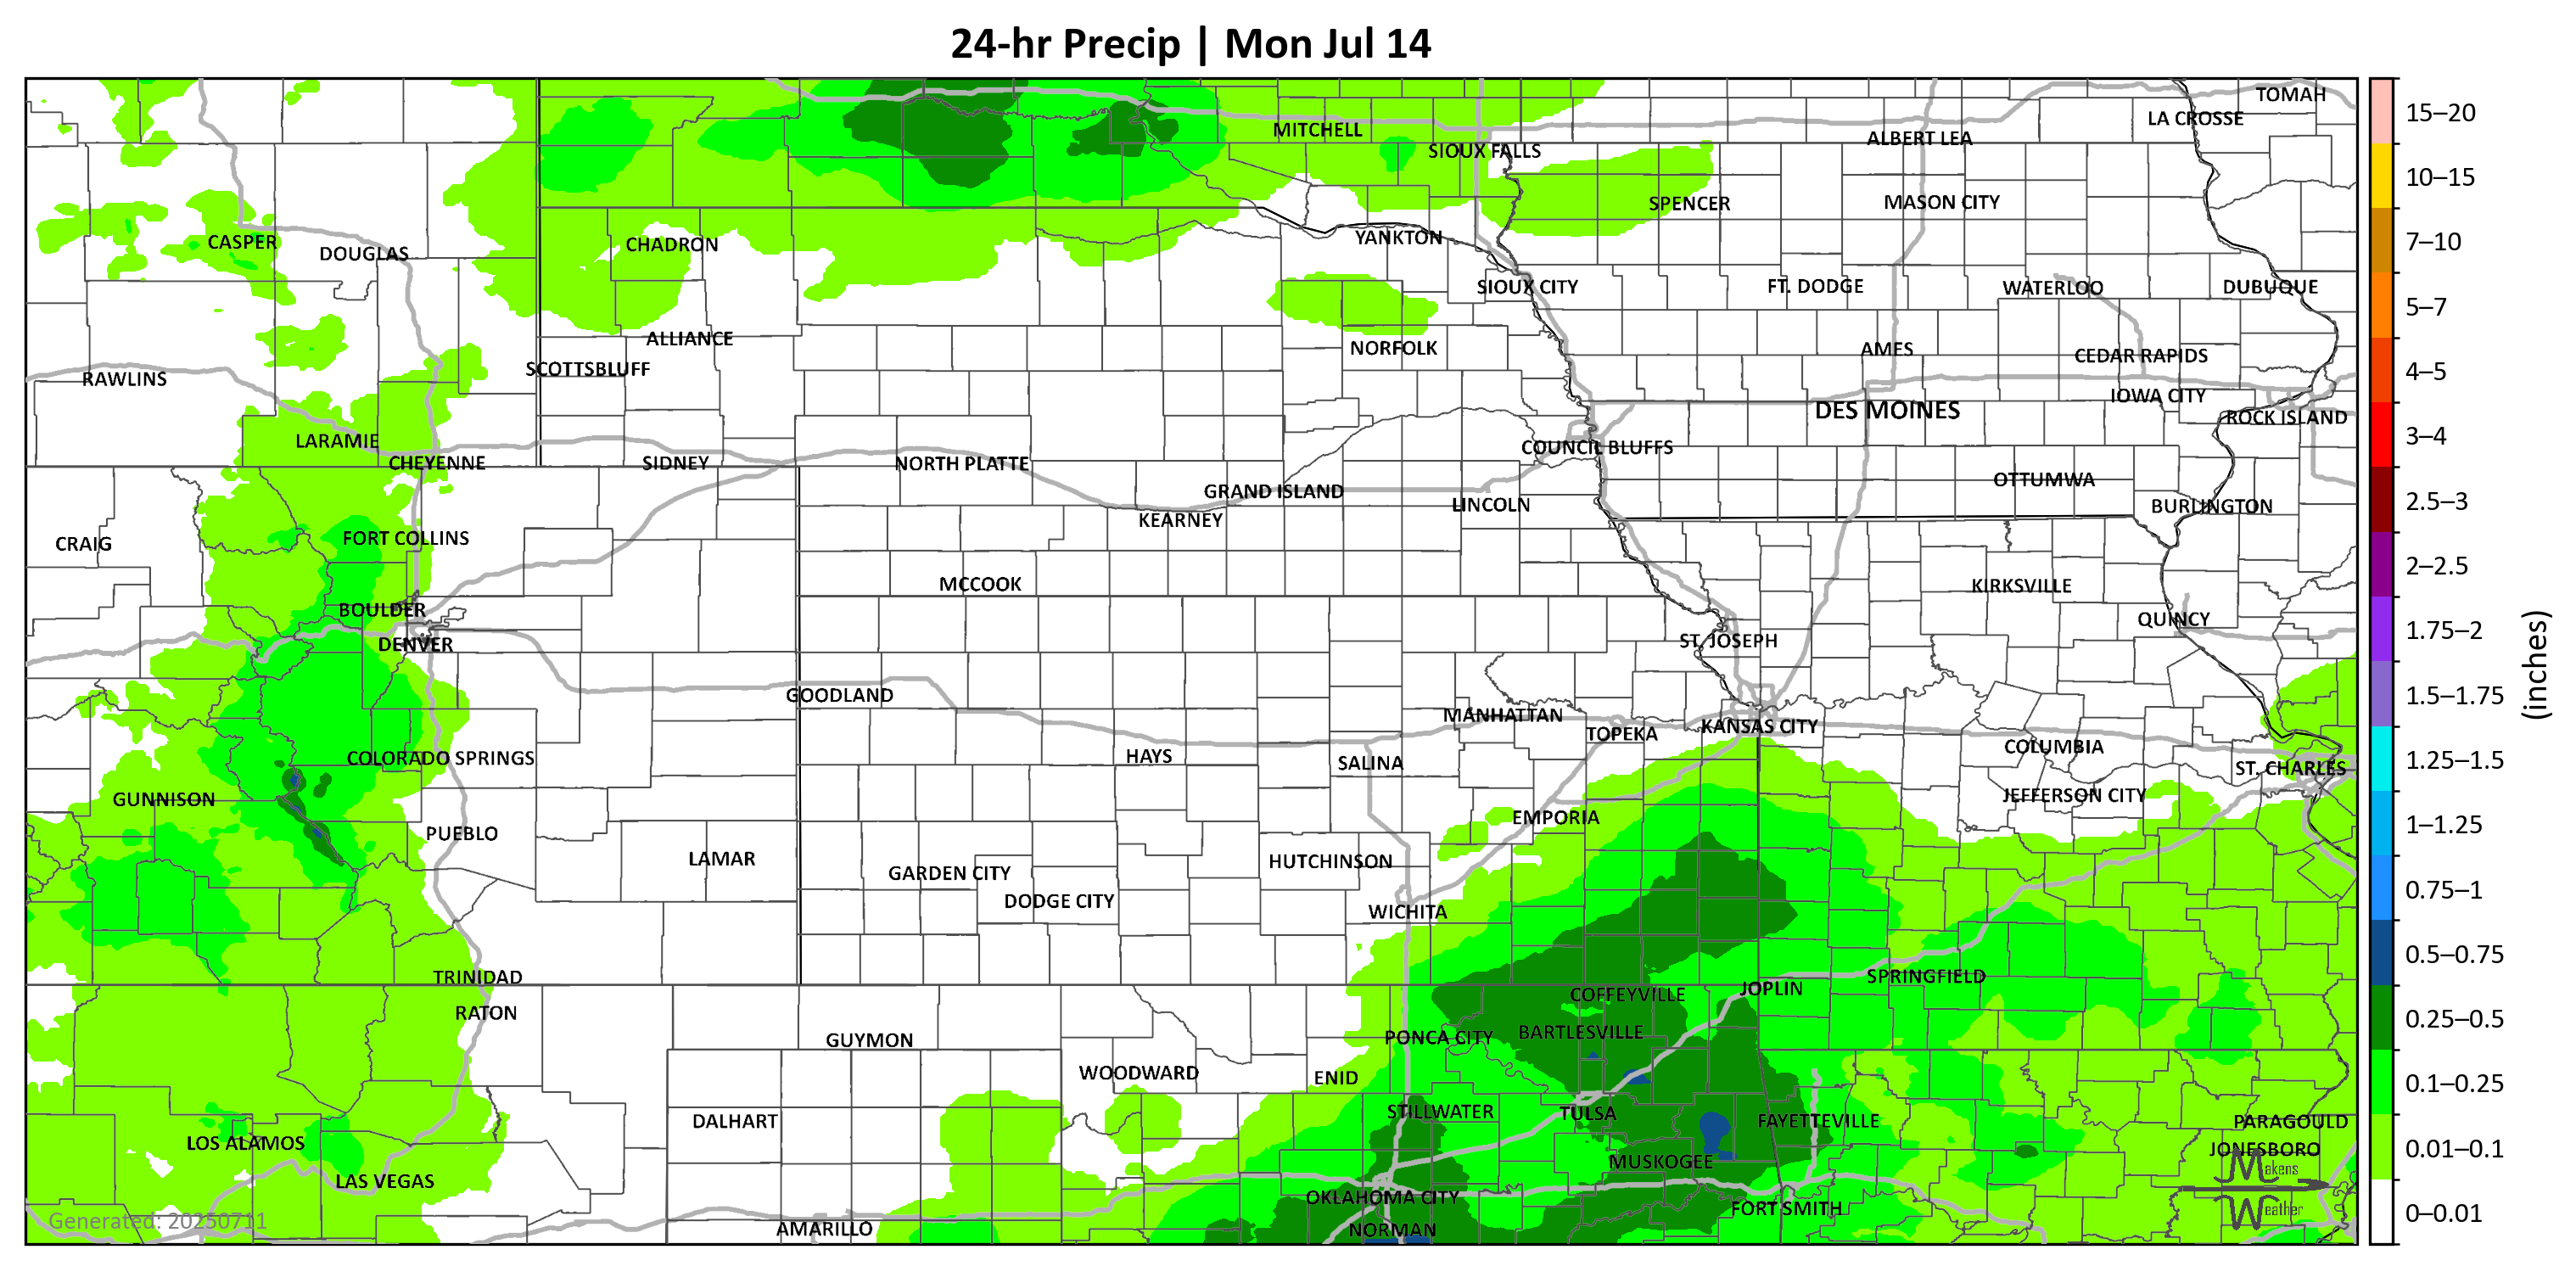 24-hr Precip | Mon Jul 14
TOMAH
LA CROSSE
MITCHELL
ALBERT LEA
SIOUX FALLS
SPENCER
MASON CITY
CASPER
CHADRON
YANKTON
DOUGLAS
SIOUX CITY
FT. DODGE
WATERLOO
DUBUQUE
ALLIANCE
NORFOLK
AMES
CEDAR RAPIDS
RAWLINS
SCOTTSBLUFF
IOWA CITY
DES MOINES
ROCK ISLAND
LARAMIE
COUNCIL BLUFFS
CHEYENNE
SIDNEY
NORTH PLATTE
OTTUMWA
GRAND ISLAND
LINCOLN
BURLINGTON
KEARNEY
CRAIG
FORT COLLINS
MCCOOK
KIRKSVILLE
BOULDER
QUINCY
DENVER
ST. JOSEPH
GOODLAND
MANHATTAN
TOPEKA
KANSAS CITY
COLORADO SPRINGS
HAYS
SALINA
COLUMBIA
ST. CHARLES
GUNNISON
JEFFERSON CITY
PUEBLO
EMPORIA
LAMAR
GARDEN CITY
HUTCHINSON
DODGE CITY
WICHITA
TRINIDAD
SPRINGFIELD
RATON
COFFEYVILLE
JOPLIN
GUYMON
PONCA CITY
BARTLESVILLE
WOODWARD
ENID
DALHART
STILLWATER
TULSA
FAYETTEVILLE
PARAGOULD
LOS ALAMOS
JONESBORO
MUSKOGEE
LAS VEGAS
OKLAHOMA CITY
FORT SMITH
AMARILLO
NORMAN
Generated: 20250711
Makens
Weather
15–20
10–15
7–10
5–7
4–5
3–4
2.5–3
2–2.5
1.75–2
1.5–1.75
1.25–1.5
1–1.25
0.75–1
0.5–0.75
0.25–0.5
0.1–0.25
0.01–0.1
0–0.01
(inches)